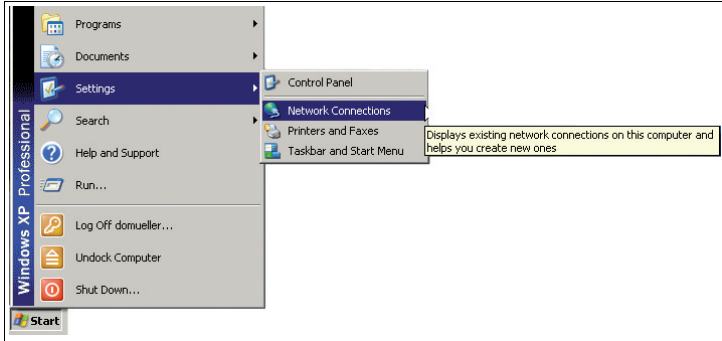 Programs
Documents
Settings
Search
Help and Support
Run...
Log Off domueller...
Undock Computer
Shut Down...
Windows XP Professional
Start
Control Panel
Network Connections
Printers and Faxes
Taskbar and Start Menu
Displays existing network connections on this computer and
helps you create new ones